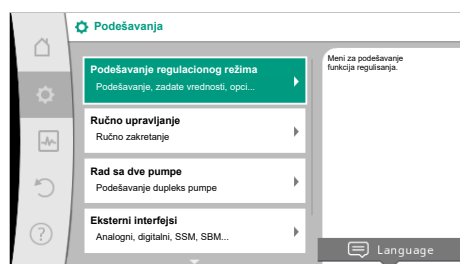 Podešavanja
Podešavanje regulacionog režima
Podešavanje, zadate vrednosti, opci...
Ručno upravljanje
Ručno zakretanje
Rad sa dve pumpe
Podešavanje dupleks pumpe
Eksterni interfejsi
Analogni, digitalni, SSM, SBM...
Meni za podešavanje
funkcija regulisanja.
Language